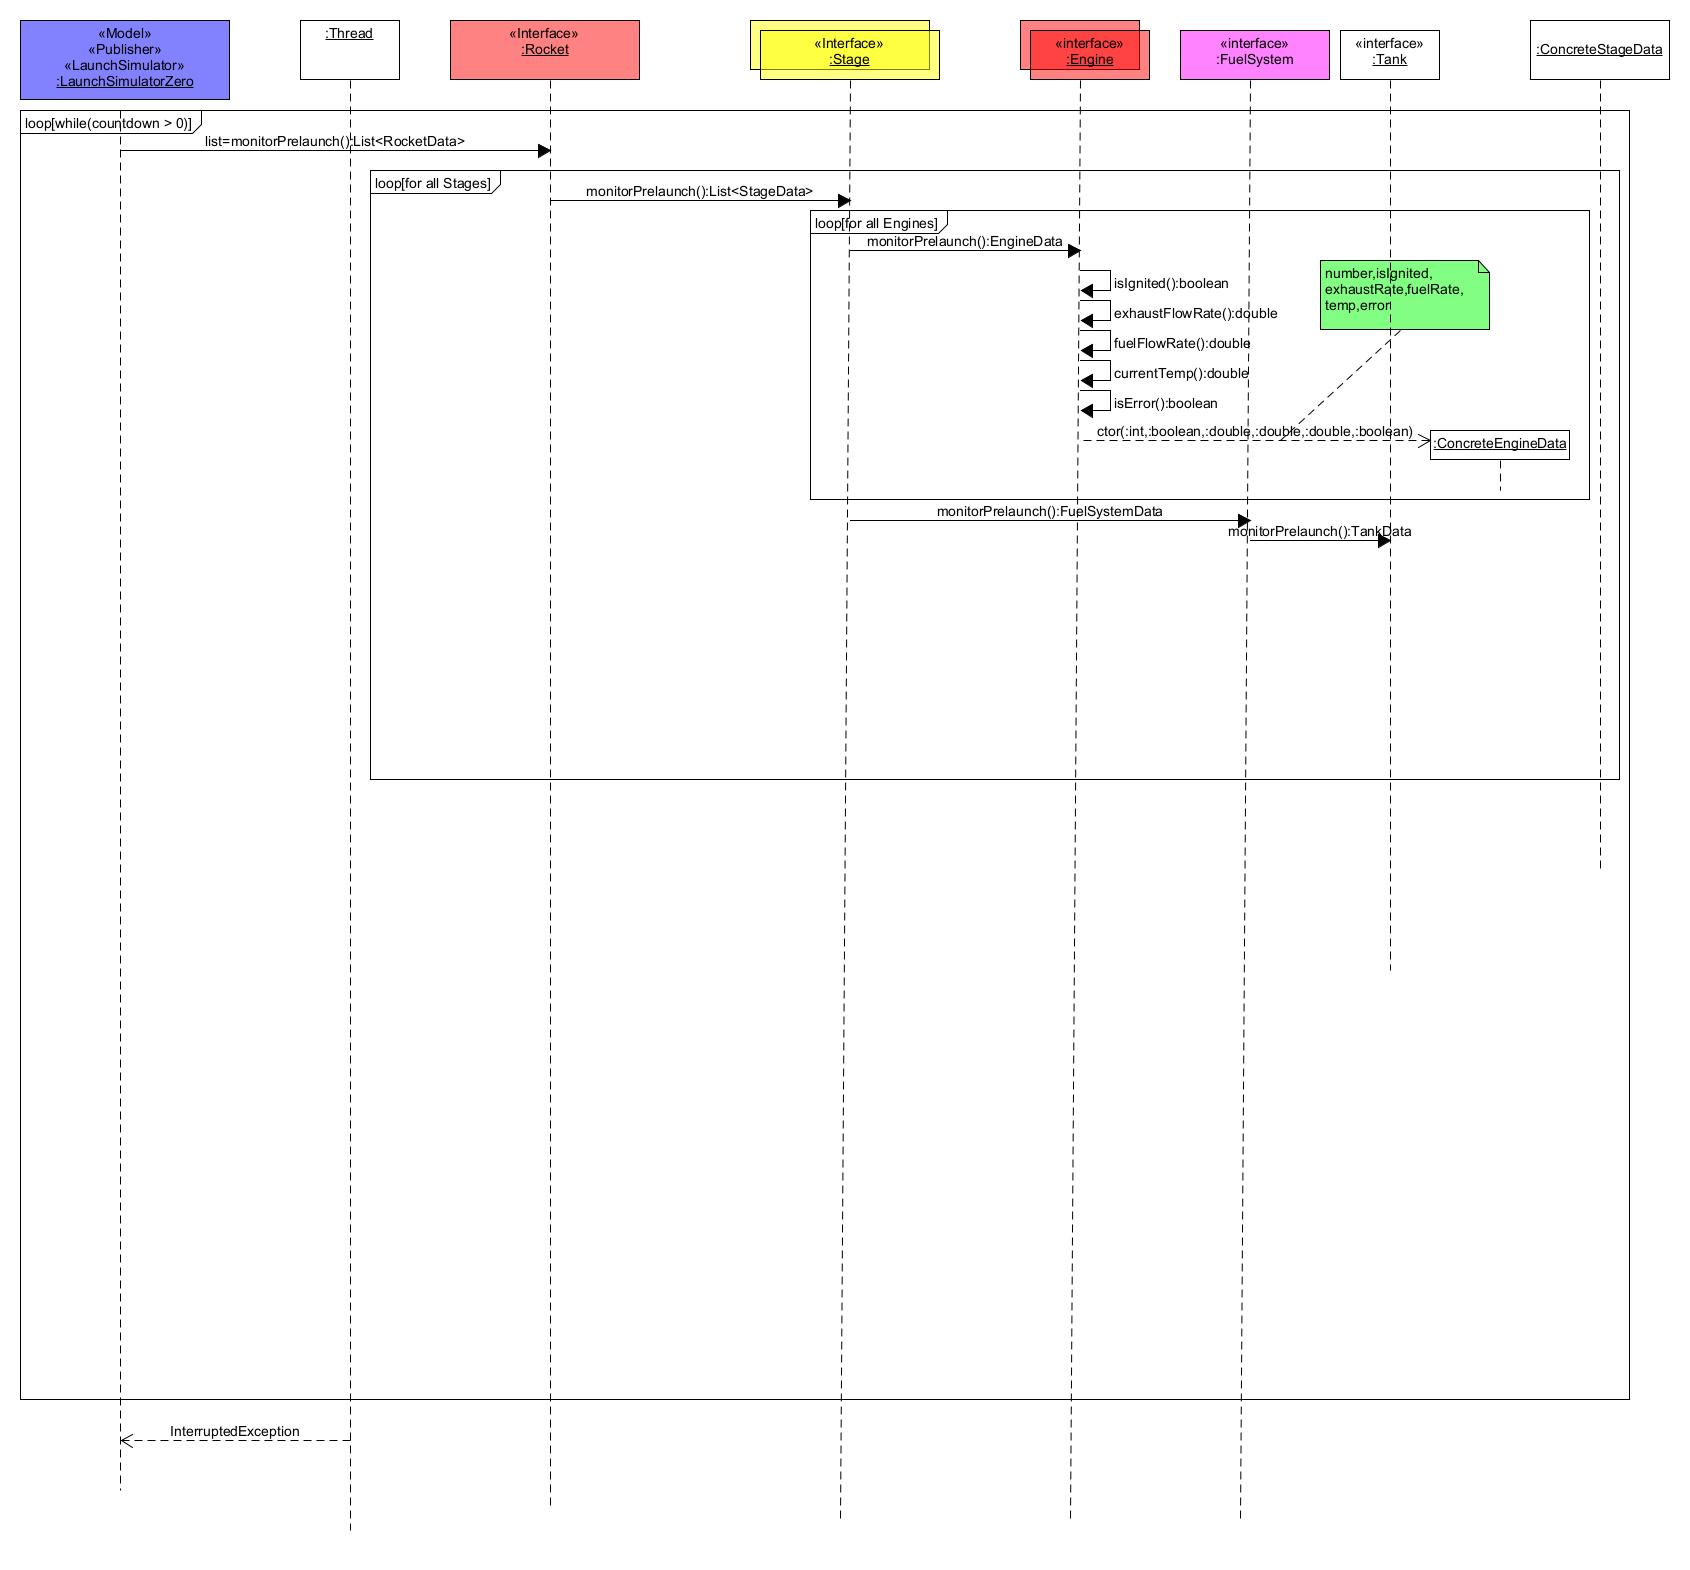 «Model»
«Publisher»
«LaunchSimulator»
:LaunchSimulatorZero
:Thread
«Interface»
:Rocket
«Interface»
:Stage
«interface»
:Engine
«interface»
:FuelSystem
«interface»
:Tank
:ConcreteStageData
loop[while(countdown > 0)]
list=monitorPrelaunch():List<RocketData>
loop[for all Stages]
monitorPrelaunch():List<StageData>
loop[for all Engines]
monitorPrelaunch():EngineData
isIgnited():boolean
exhaustFlowRate():double
fuelFlowRate():double
currentTemp():double
isError():boolean
number,isIgnited,
exhaustRate,fuelRate,
temp,error
ctor(:int,:boolean,:double,:double,:double,:boolean)
:ConcreteEngineData
monitorPrelaunch():FuelSystemData
monitorPrelaunch():TankData
InterruptedException